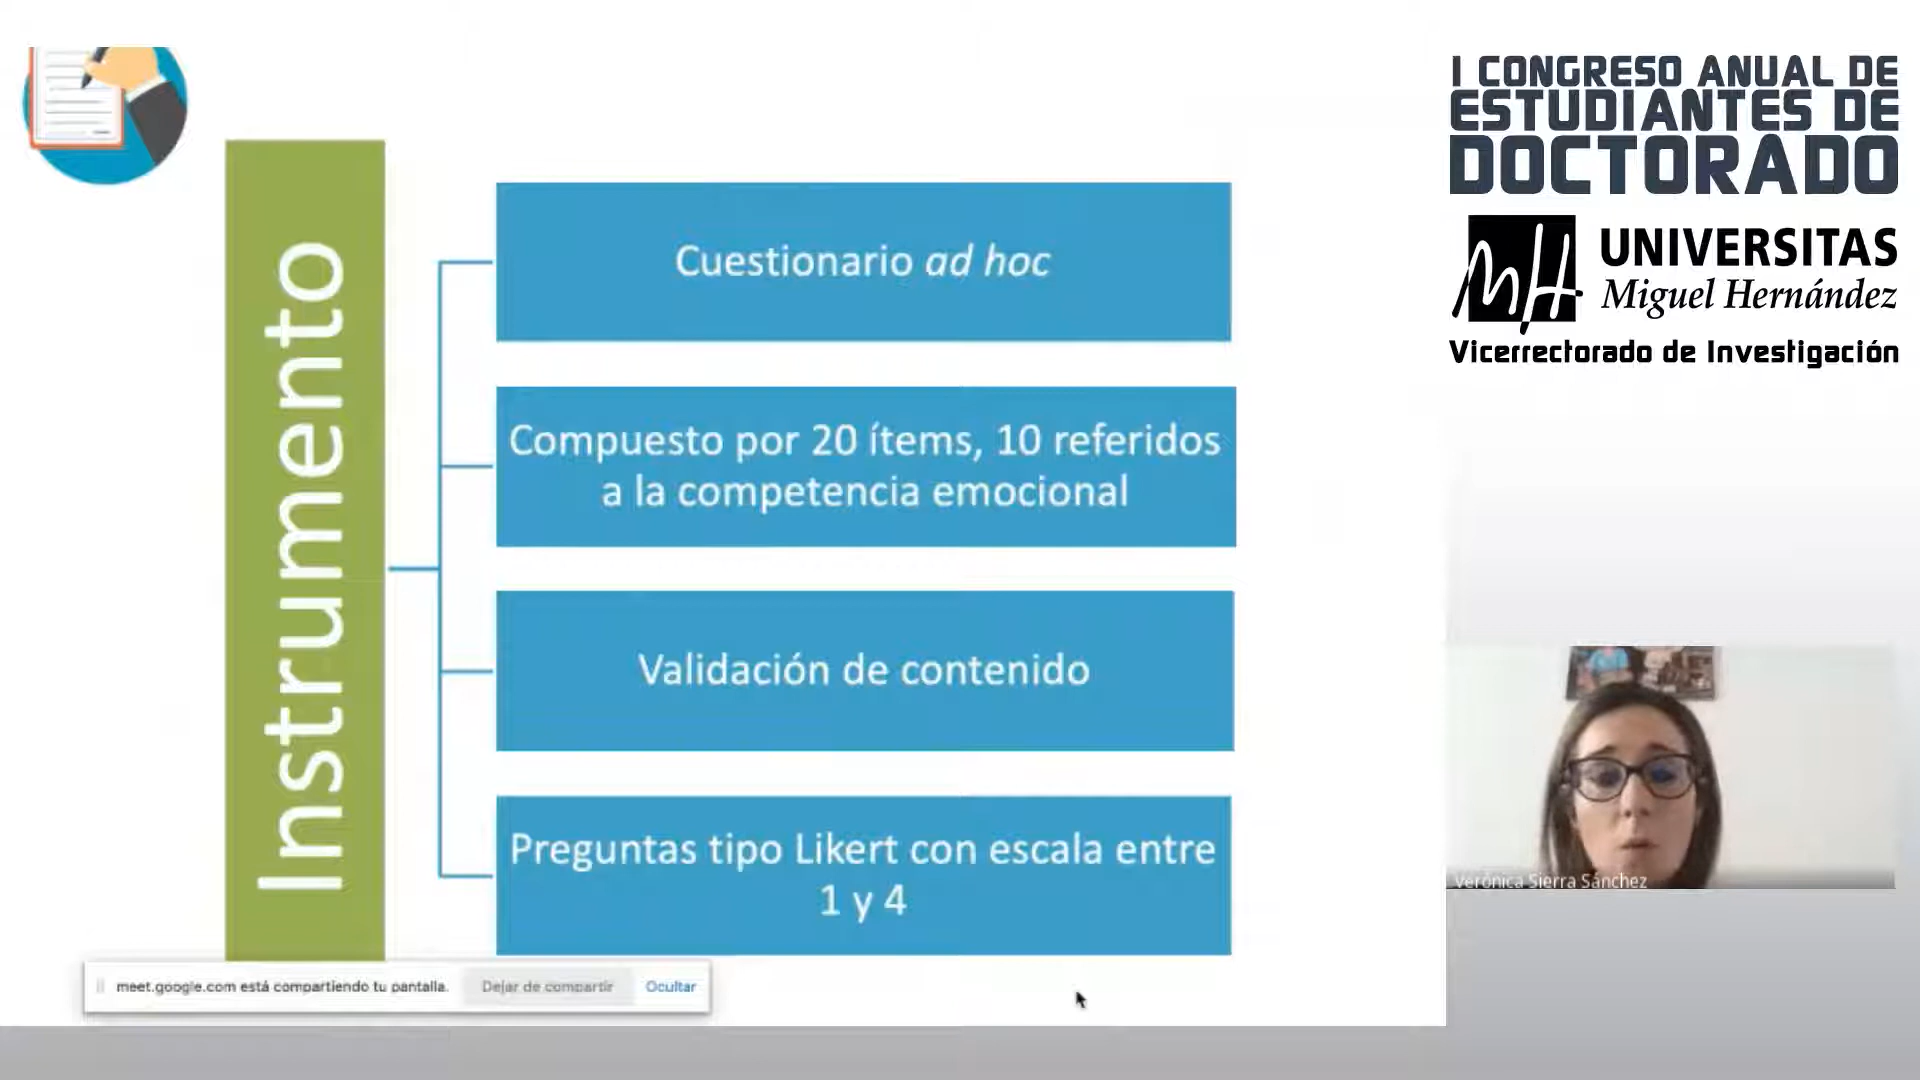 Instrumento
Cuestionario ad hoc
Compuesto por 20 ítems, 10 referidos
a la competencia emocional
Validación de contenido
Preguntas tipo Likert con escala entre
1 y 4
meet.google.com está compartiendo tu pantalla.
Dejar de compartir
Ocultar
I CONGRESO ANUAL DE
ESTUDIANTES DE
DOCTORADO
UNIVERSITAS
Miguel Hernández
Vicerrectorado de Investigación
Verónica Sierra Sánchez